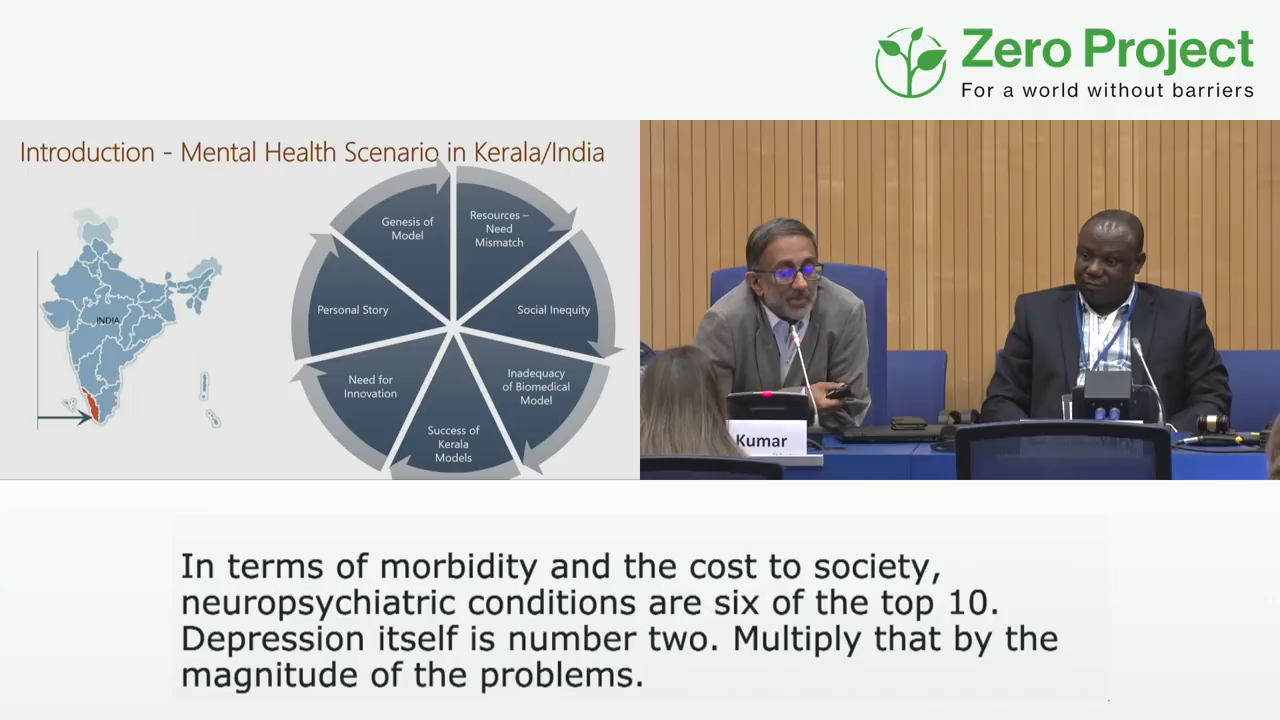 Zero Project
For a world without barriers
Introduction - Mental Health Scenario in Kerala/India
INDIA
Genesis of
Model
Resources –
Need
Mismatch
Social Inequity
Inadequacy
of Biomedical
Model
Success of
Kerala
Models
Need for
Innovation
Personal Story
Kumar
In terms of morbidity and the cost to society,
neuropsychiatric conditions are six of the top 10.
Depression itself is number two. Multiply that by the
magnitude of the problems.